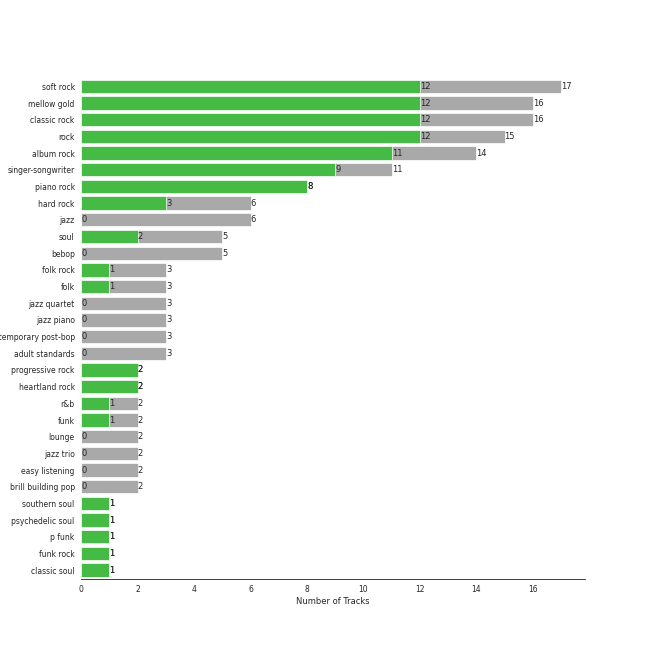 soft rock 12 17
mellow gold 12 16
classic rock 12 16
rock 12 15
album rock 11 14
singer-songwriter 9 11
piano rock 8
hard rock 3 6
jazz 0 6
soul 2 5
bebop 0 5
folk rock 1 3
folk 1 3
jazz quartet 0 3
jazz piano 0 3
temporary post-bop 0 3
adult standards 0 3
progressive rock 2
heartland rock 2
r&b 1 2
funk 1 2
lounge 0 2
jazz trio 0 2
easy listening 0 2
brill building pop 0 2
southern soul 1
psychedelic soul 1
p funk 1
funk rock 1
classic soul 1
0 2 4 6 8 10 12 14 16
Number of Tracks